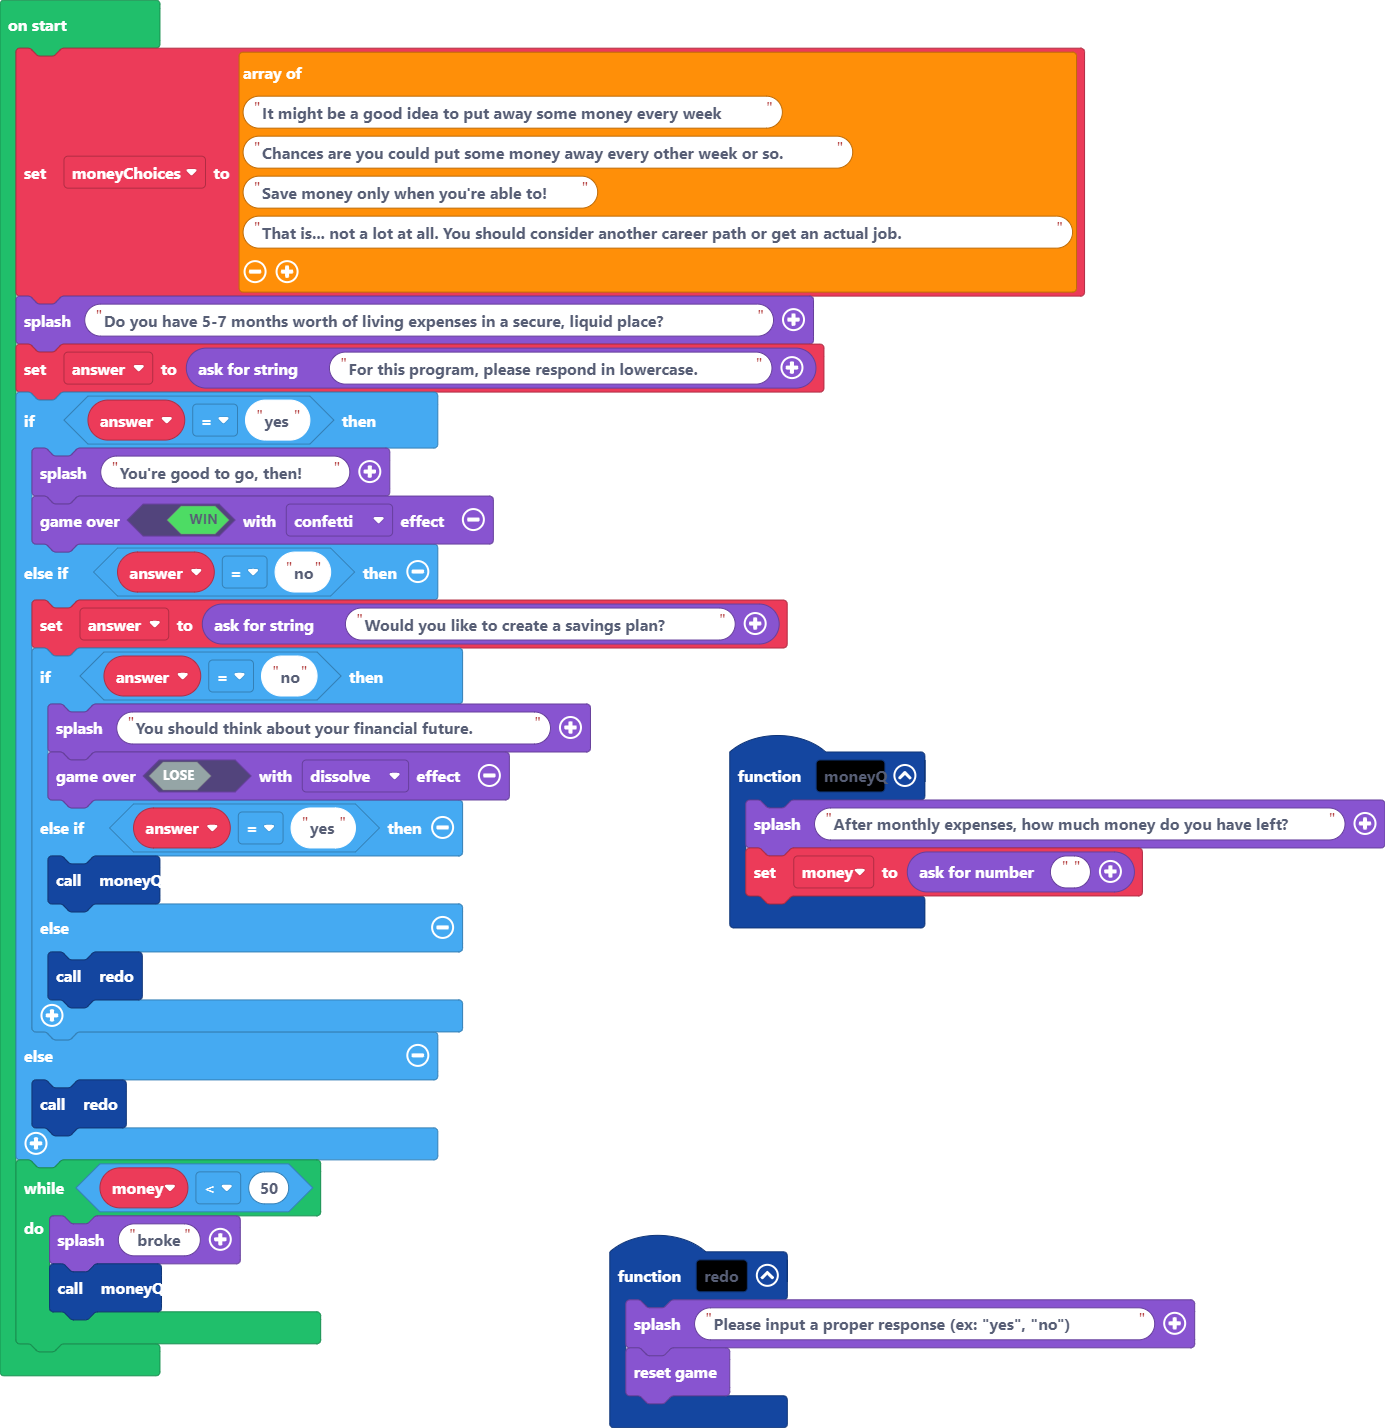 on start
set moneyChoices to array of
"It might be a good idea to put away some money every week"
"Chances are you could put some money away every other week or so."
"Save money only when you're able to!"
"That is... not a lot at all. You should consider another career path or get an actual job."
splash "Do you have 5-7 months worth of living expenses in a secure, liquid place?"
set answer to ask for string "For this program, please respond in lowercase."
if answer = "yes" then
splash "You're good to go, then!"
game over WIN with confetti effect
else if answer = "no" then
set answer to ask for string "Would you like to create a savings plan?"
if answer = "no" then
splash "You should think about your financial future."
game over LOSE with dissolve effect
else if answer = "yes" then
call moneyQ
else
call redo
else
call redo
while money < 50
do
splash "broke"
call moneyQ
function moneyQ
splash "After monthly expenses, how much money do you have left?"
set money to ask for number " "
function redo
splash "Please input a proper response (ex: "yes", "no")"
reset game